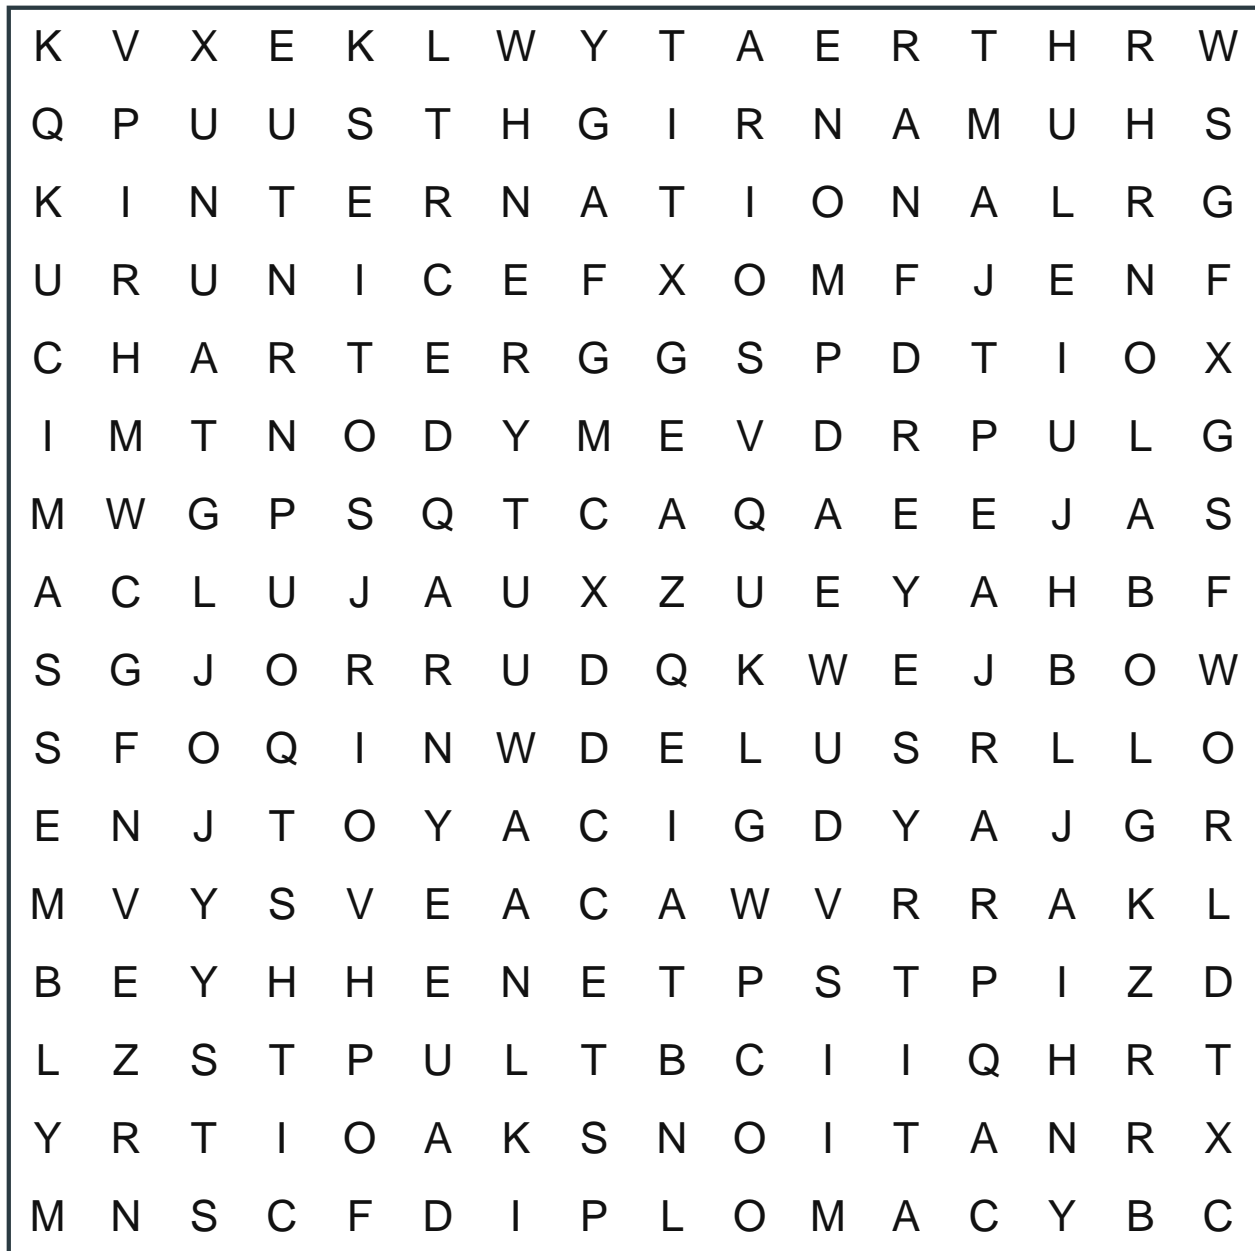 K V X E K L W Y T A E R T H R W
Q P U U S T H G I R N A M U H S
K I N T E R N A T I O N A L R G
U R U N I C E F X O M F J E N F
C H A R T E R G G S P D T I O X
I M T N O D Y M E V D R P U L G
M W G P S Q T C A Q A E E J A S
A C L U J A U X Z U E Y A H B F
S G J O R R U D Q K W E J B O W
S F O Q I N W D E L U S R L L O
E N J T O Y A C I G D Y A J G R
M V Y S V E A C A W V R R A K L
B E Y H H E N E T P S T P I Z D
L Z S T P U L T B C I I Q H R T
Y R T I O A K S N O I T A N R X
M N S C F D I P L O M A C Y B C